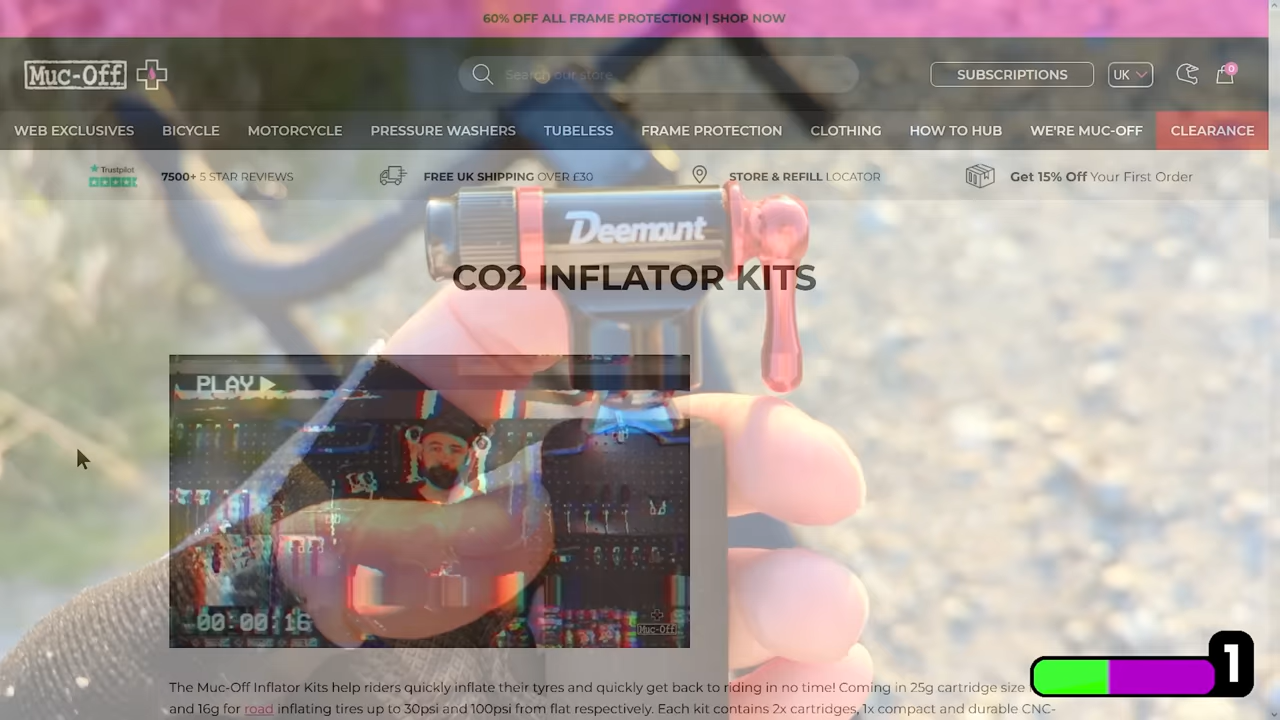 60% OFF ALL FRAME PROTECTION | SHOP NOW
Muc-Off
Search our store
SUBSCRIPTIONS
UK
0
WEB EXCLUSIVES BICYCLE MOTORCYCLE PRESSURE WASHERS TUBELESS FRAME PROTECTION CLOTHING HOW TO HUB WE'RE MUC-OFF CLEARANCE
Trustpilot
7500+ 5 STAR REVIEWS
FREE UK SHIPPING OVER £30
STORE & REFILL LOCATOR
Get 15% Off Your First Order
Deemount
CO2 INFLATOR KITS
PLAY
00:00:16
Muc-Off
1
The Muc-Off Inflator Kits help riders quickly inflate their tyres and quickly get back to riding in no time! Coming in 25g cartridge size
and 16g for road inflating tires up to 30psi and 100psi from flat respectively. Each kit contains 2x cartridges, 1x compact and durable CNC-